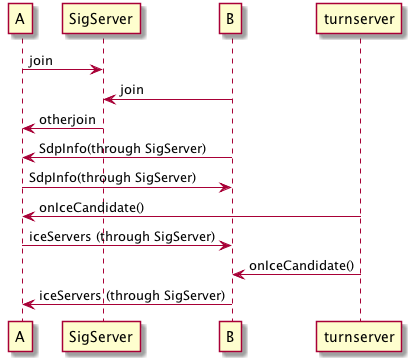 A SigServer B turnserver
join
join
otherjoin
SdpInfo(through SigServer)
SdpInfo(through SigServer)
onIceCandidate()
iceServers (through SigServer)
onIceCandidate()
iceServers (through SigServer)
A SigServer B turnserver